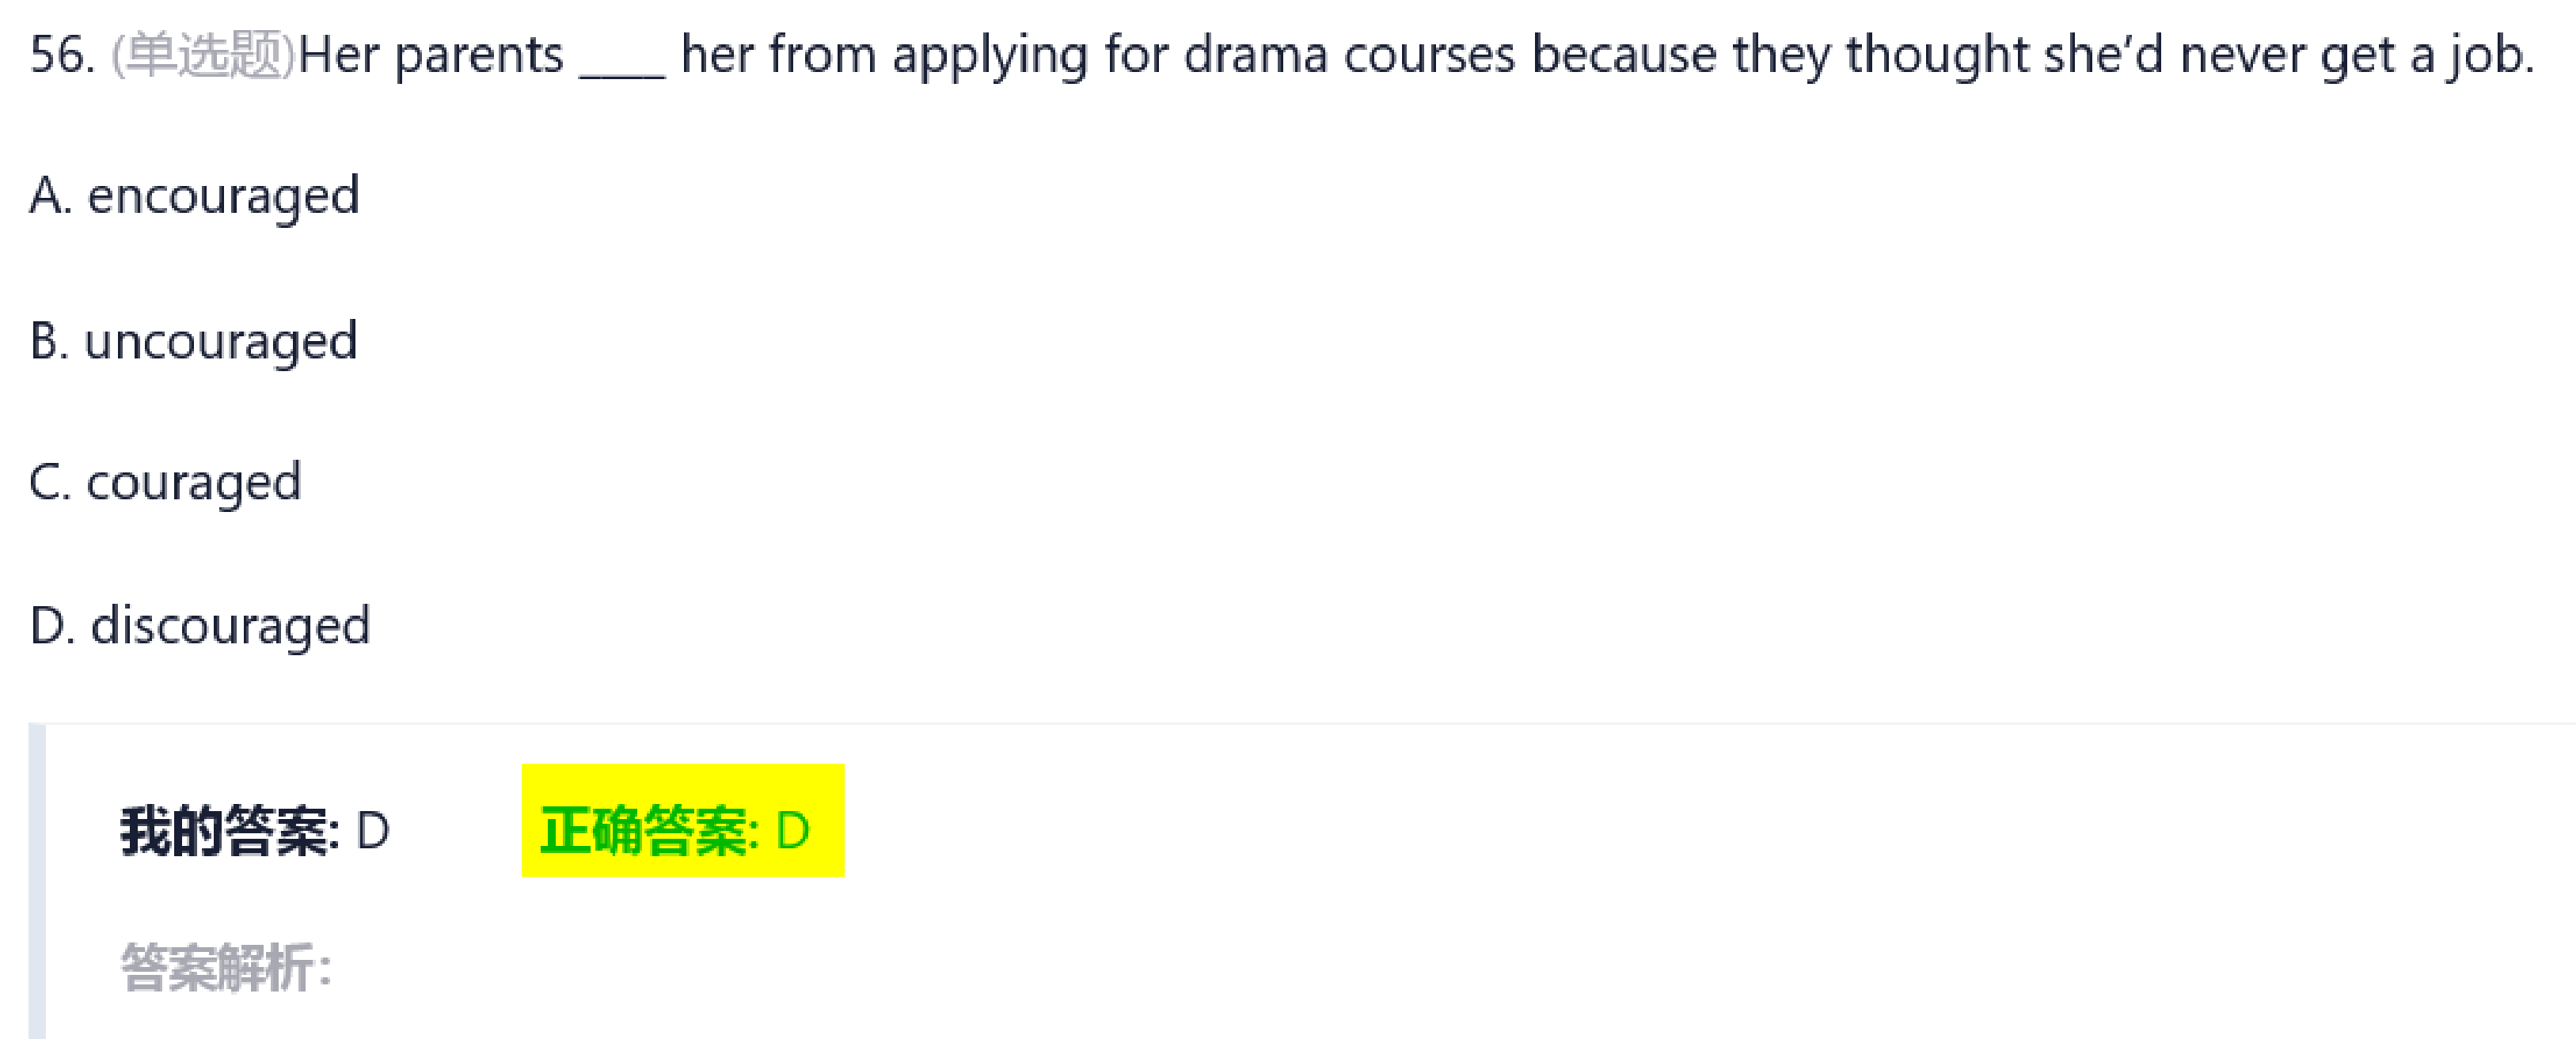 56. (单选题)Her parents ____ her from applying for drama courses because they thought she’d never get a job.
A. encouraged
B. uncouraged
C. couraged
D. discouraged
我的答案: D 正确答案: D
答案解析: